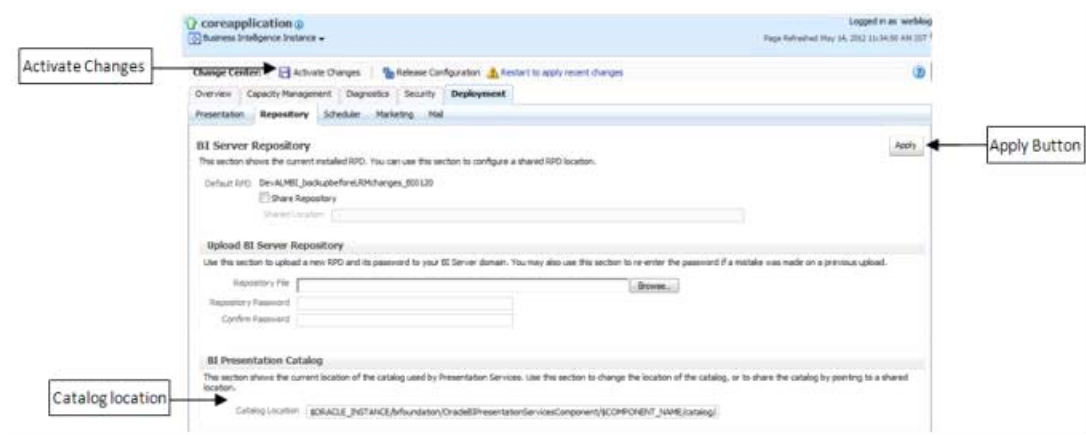 coreapplication
Logged in as weblog
Business Intelligence Instance
Page Refreshed May 14, 2012 11:34:50 AM IST
Activate Changes
Change Center: Activate Changes Release Configuration Restart to apply recent changes
Overview Capacity Management Diagnostics Security Deployment
Presentation Repository Scheduler Marketing Mail
BI Server Repository
Apply
Apply Button
This section shows the current installed RPD. You can use this section to configure a shared RPD location.
Default RPD
Share Repository
Shared Location
Upload BI Server Repository
Use this section to upload a new RPD and its password to your BI Server domain. You may also use this section to re-enter the password if a mistake was made on a previous upload.
Repository File Browse...
Repository Password
Confirm Password
BI Presentation Catalog
This section shows the current location of the catalog used by Presentation Services. Use this section to change the location of the catalog, or to share the catalog by pointing to a shared
location.
Catalog location
Catalog Location $ORACLE_INSTANCE/bifoundation/OracleBIPresentationServicesComponent/$COMPONENT_NAME/catalog/